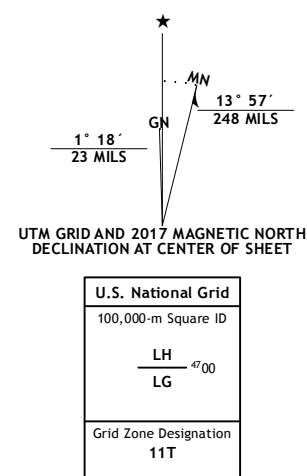 MN
GN
13° 57´
248 MILS
1° 18´
23 MILS
UTM GRID AND 2017 MAGNETIC NORTH
DECLINATION AT CENTER OF SHEET
U.S. National Grid
100,000-m Square ID
LH
4700
LG
Grid Zone Designation
11T